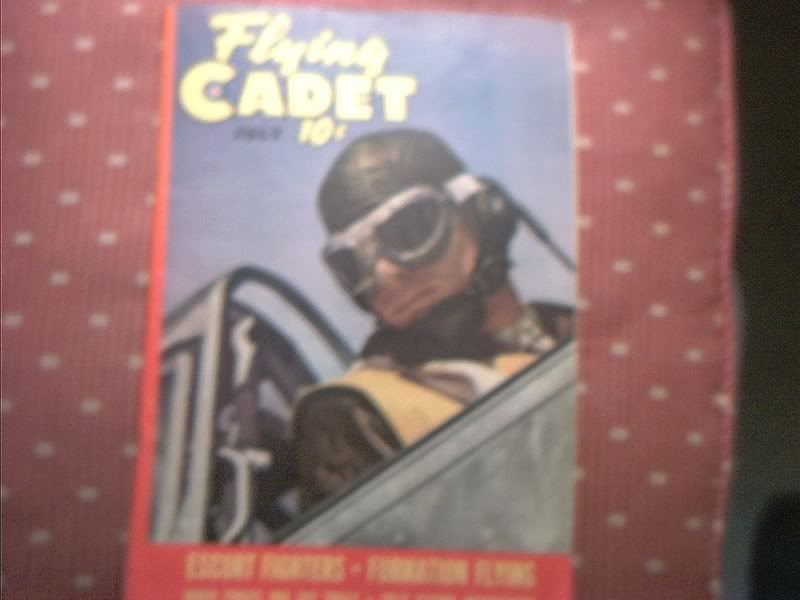 Flying
CADET
JULY 10¢
ESCORT FIGHTERS • FORMATION FLYING